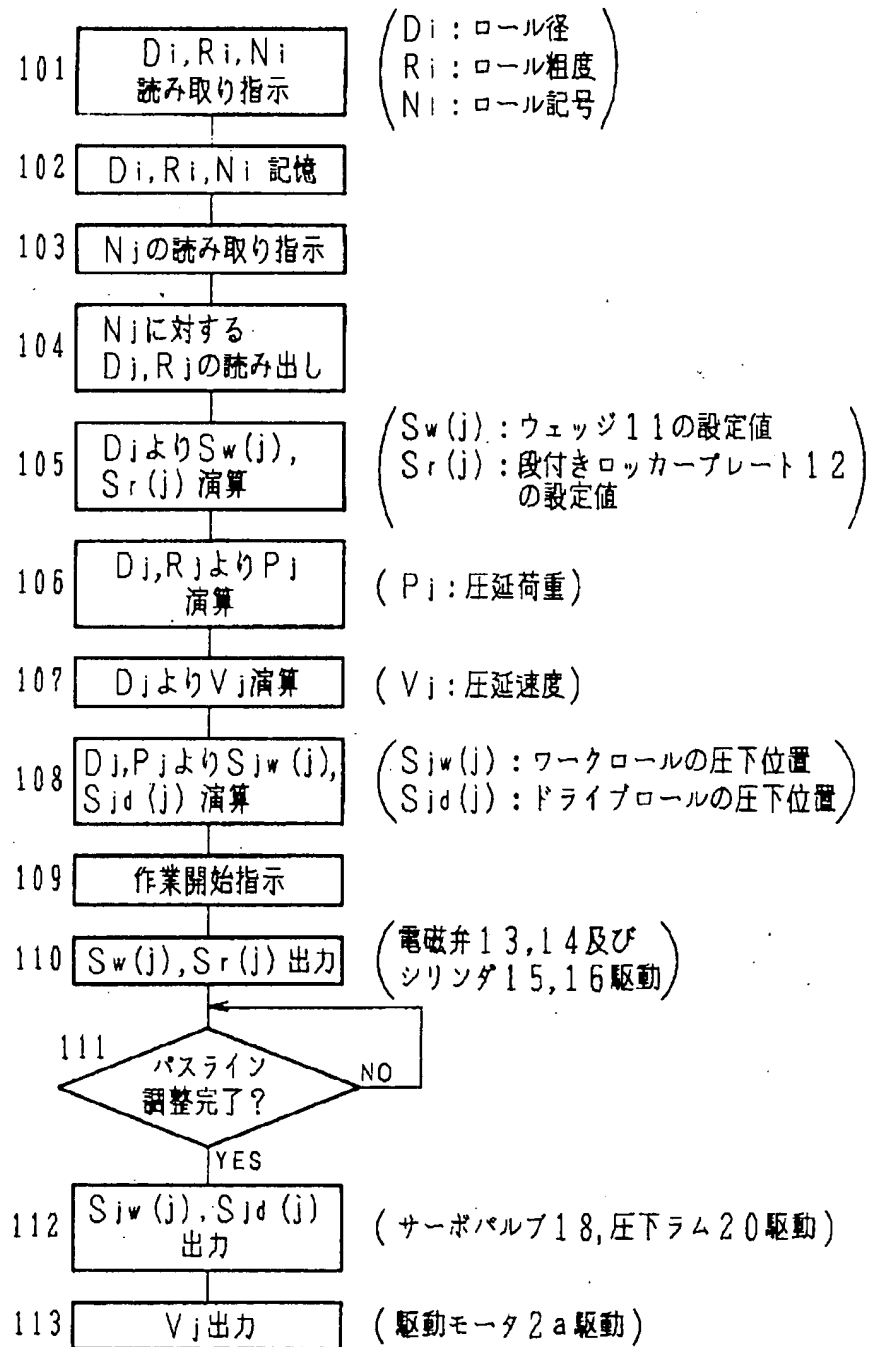 101
Di,Ri,Ni
読み取り指示
Di:ロール径
Ri:ロール粗度
Ni:ロール記号
102
Di,Ri,Ni 記憶
103
Njの読み取り指示
104
Njに対する
Dj,Rjの読み出し
105
DjよりSw(j),
Sr(j) 演算
Sw(j):ウェッジ11の設定値
Sr(j):段付きロッカープレート12
の設定値
106
Dj,RjよりPj
演算
(Pj:圧延荷重)
107
DjよりVj演算
(Vj:圧延速度)
108
Dj,PjよりSjw(j),
Sjd(j) 演算
Sjw(j):ワークロールの圧下位置
Sjd(j):ドライブロールの圧下位置
109
作業開始指示
110
Sw(j),Sr(j) 出力
電磁弁13,14及び
シリンダ15,16駆動
111
パスライン
調整完了?
NO
YES
112
Sjw(j),Sjd(j)
出力
(サーボバルブ18,圧下ラム20駆動)
113
Vj出力
(駆動モータ2a駆動)